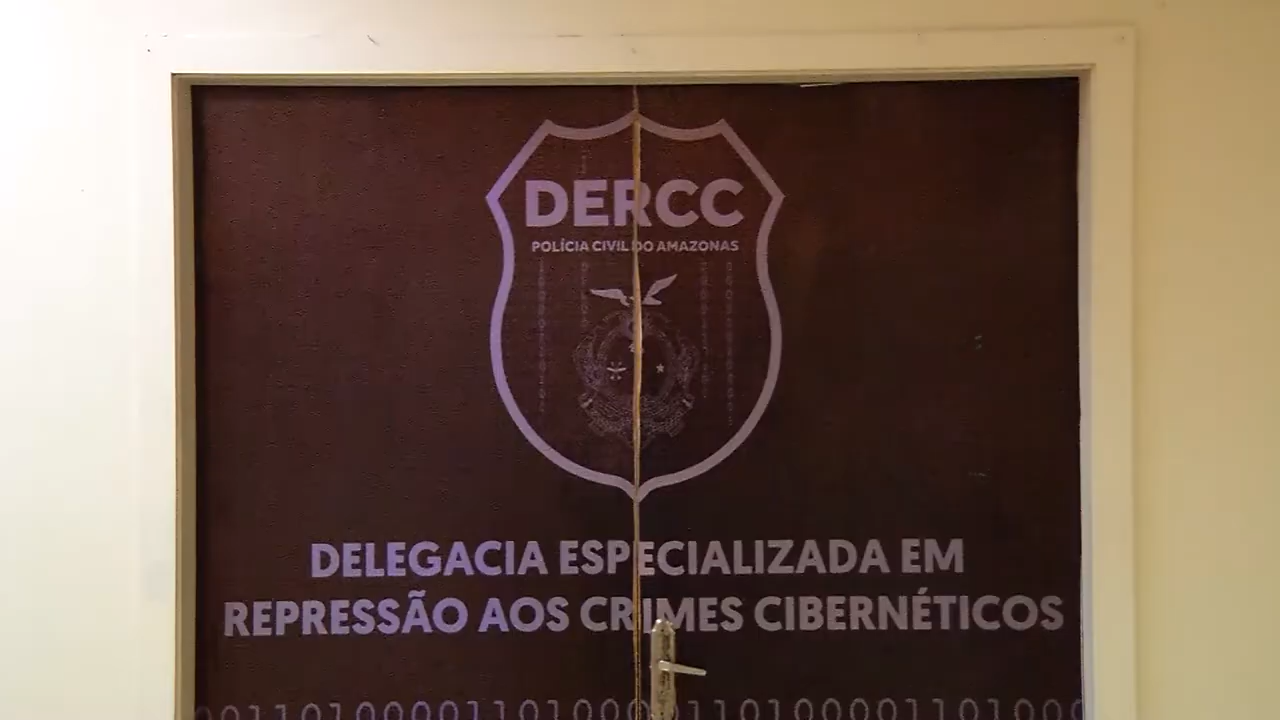 DERCC
POLÍCIA CIVIL DO AMAZONAS
DELEGACIA ESPECIALIZADA EM
REPRESSÃO AOS CRIMES CIBERNÉTICOS